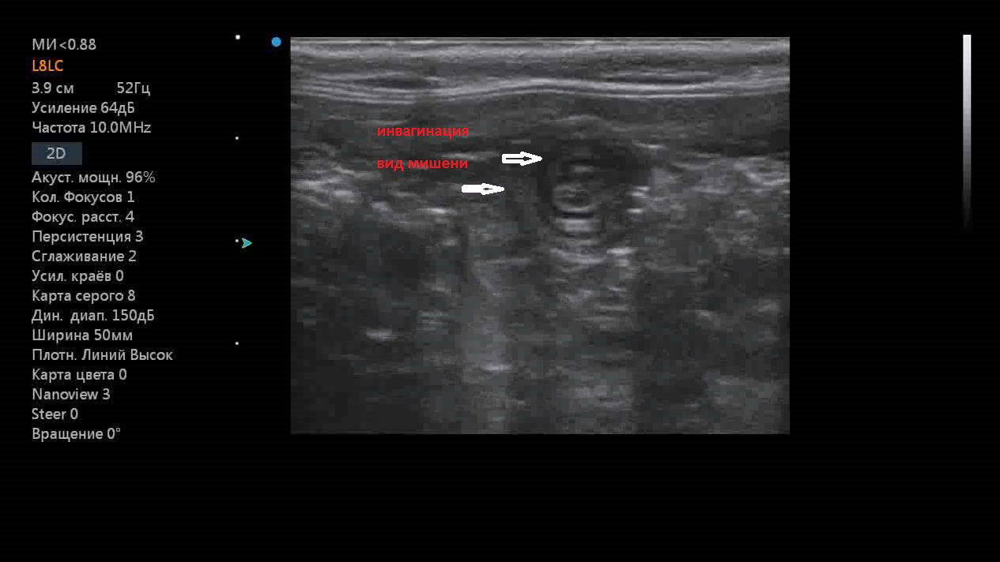 МИ<0.88
L8LC
3.9 см 52Гц
Усиление 64дБ
Частота 10.0MHz
2D
Акуст. мощн. 96%
Кол. Фокусов 1
Фокус. расст. 4
Персистенция 3
Сглаживание 2
Усил. краёв 0
Карта серого 8
Дин. диап. 150дБ
Ширина 50мм
Плотн. Линий Высок
Карта цвета 0
Nanoview 3
Steer 0
Вращение 0°
инвагинация
вид мишени